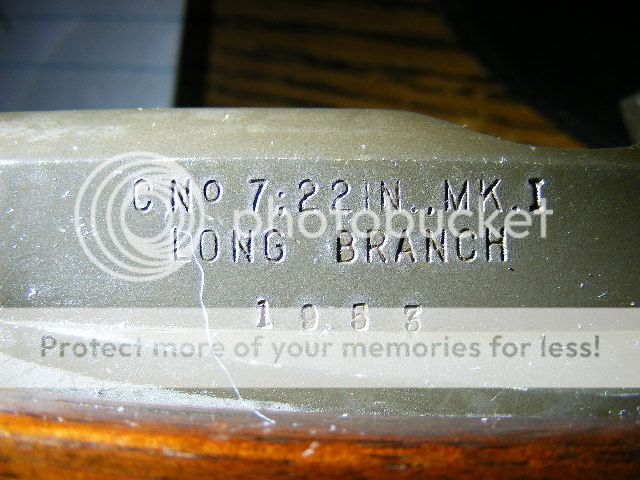 C Nº 7:22IN.,MK.I
LONG BRANCH
1953
photobucket
Protect more of your memories for less!